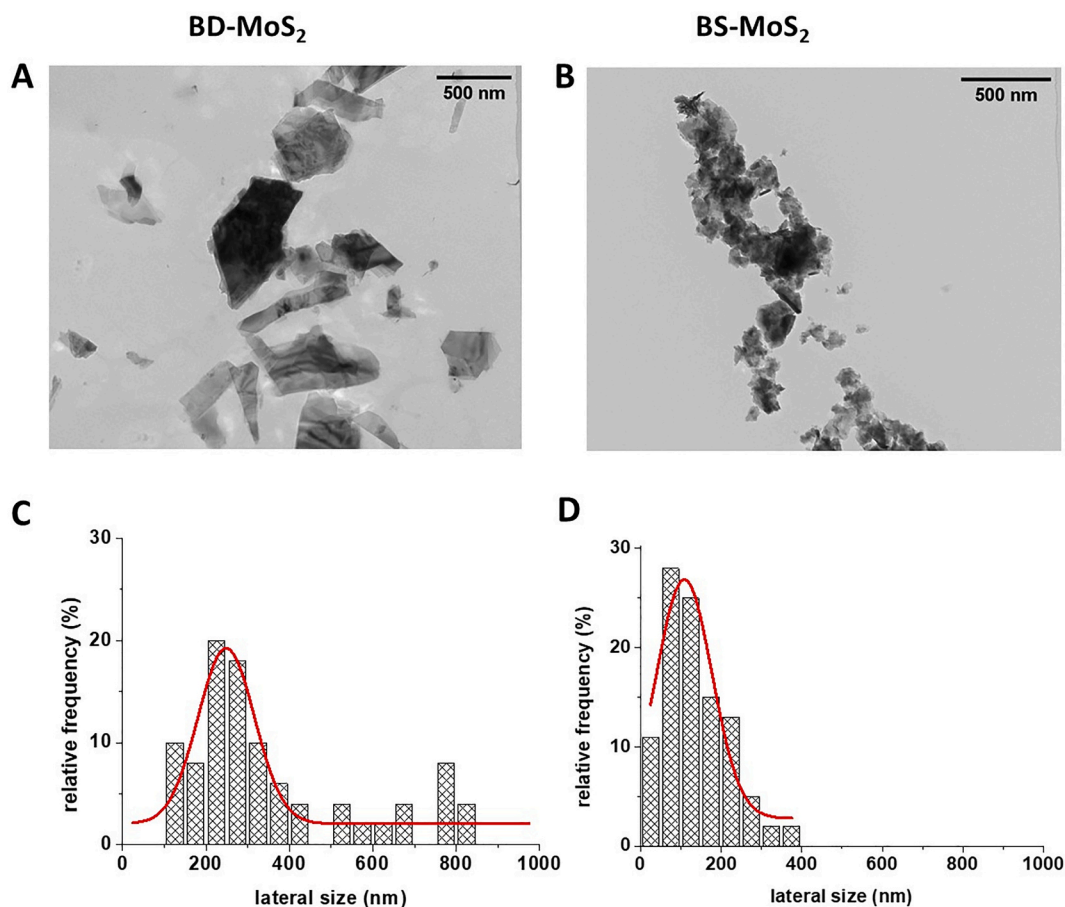 BD-MoS₂
BS-MoS₂
A
500 nm
B
500 nm
C
30
20
10
0
relative frequency (%)
0 200 400 600 800 1000
lateral size (nm)
D
30
20
10
0
relative frequency (%)
0 200 400 600 800 1000
lateral size (nm)